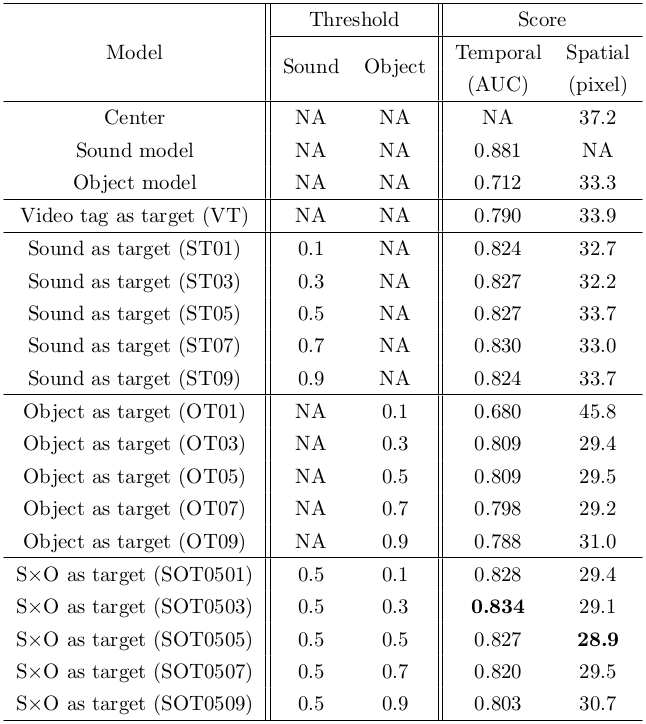 Model Threshold Score
Sound Object Temporal (AUC) Spatial (pixel)
Center NA NA NA 37.2
Sound model NA NA 0.881 NA
Object model NA NA 0.712 33.3
Video tag as target (VT) NA NA 0.790 33.9
Sound as target (ST01) 0.1 NA 0.824 32.7
Sound as target (ST03) 0.3 NA 0.827 32.2
Sound as target (ST05) 0.5 NA 0.827 33.7
Sound as target (ST07) 0.7 NA 0.830 33.0
Sound as target (ST09) 0.9 NA 0.824 33.7
Object as target (OT01) NA 0.1 0.680 45.8
Object as target (OT03) NA 0.3 0.809 29.4
Object as target (OT05) NA 0.5 0.809 29.5
Object as target (OT07) NA 0.7 0.798 29.2
Object as target (OT09) NA 0.9 0.788 31.0
S×O as target (SOT0501) 0.5 0.1 0.828 29.4
S×O as target (SOT0503) 0.5 0.3 0.834 29.1
S×O as target (SOT0505) 0.5 0.5 0.827 28.9
S×O as target (SOT0507) 0.5 0.7 0.820 29.5
S×O as target (SOT0509) 0.5 0.9 0.803 30.7